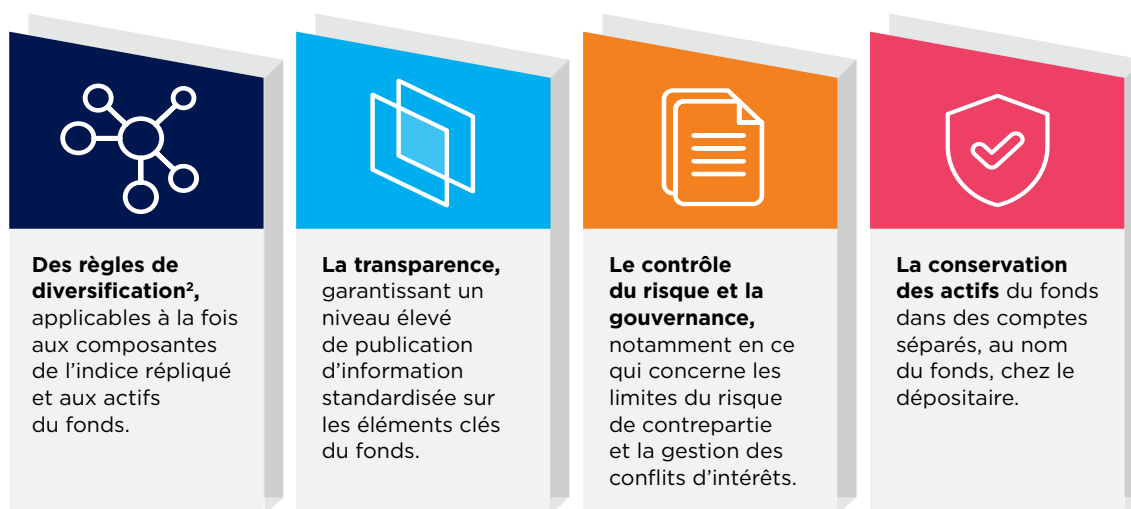 Des règles de
diversification²,
applicables à la fois
aux composantes
de l’indice répliqué
et aux actifs
du fonds.
La transparence,
garantissant un
niveau élevé
de publication
d’information
standardisée sur
les éléments clés
du fonds.
Le contrôle
du risque et la
gouvernance,
notamment en ce
qui concerne les
limites du risque
de contrepartie
et la gestion des
conflits d’intérêts.
La conservation
des actifs du fonds
dans des comptes
séparés, au nom
du fonds, chez le
dépositaire.